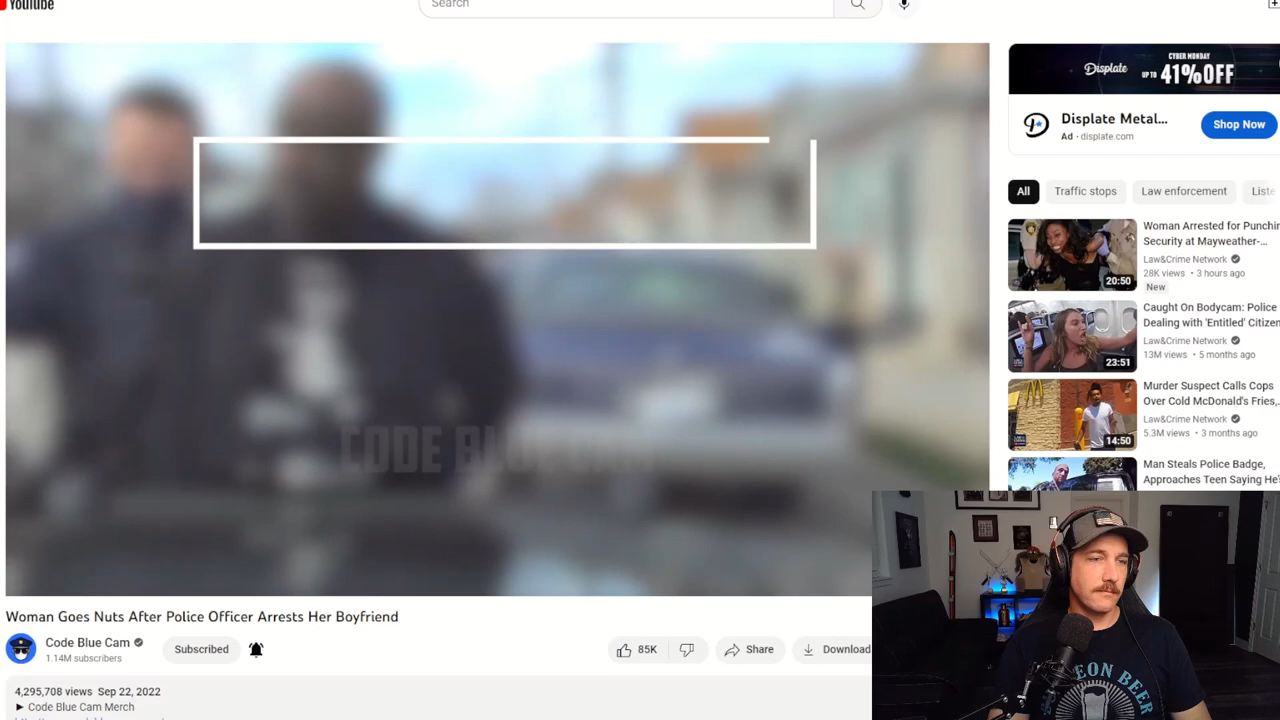 YouTube
Search
CODE BLUE
Displate
CYBER MONDAY
UP TO 41%OFF
Displate Metal...
Ad · displate.com
Shop Now
All
Traffic stops
Law enforcement
Liste
Woman Arrested for Punchin
Security at Mayweather-...
Law&Crime Network
28K views • 3 hours ago
New
20:50
Caught On Bodycam: Police
Dealing with 'Entitled' Citizen
Law&Crime Network
13M views • 5 months ago
23:51
Murder Suspect Calls Cops
Over Cold McDonald's Fries,
Law&Crime Network
5.3M views • 3 months ago
14:50
Man Steals Police Badge,
Approaches Teen Saying He's
Woman Goes Nuts After Police Officer Arrests Her Boyfriend
Code Blue Cam
1.14M subscribers
Subscribed
85K
Share
Download
4,295,708 views Sep 22, 2022
► Code Blue Cam Merch
EON BEER